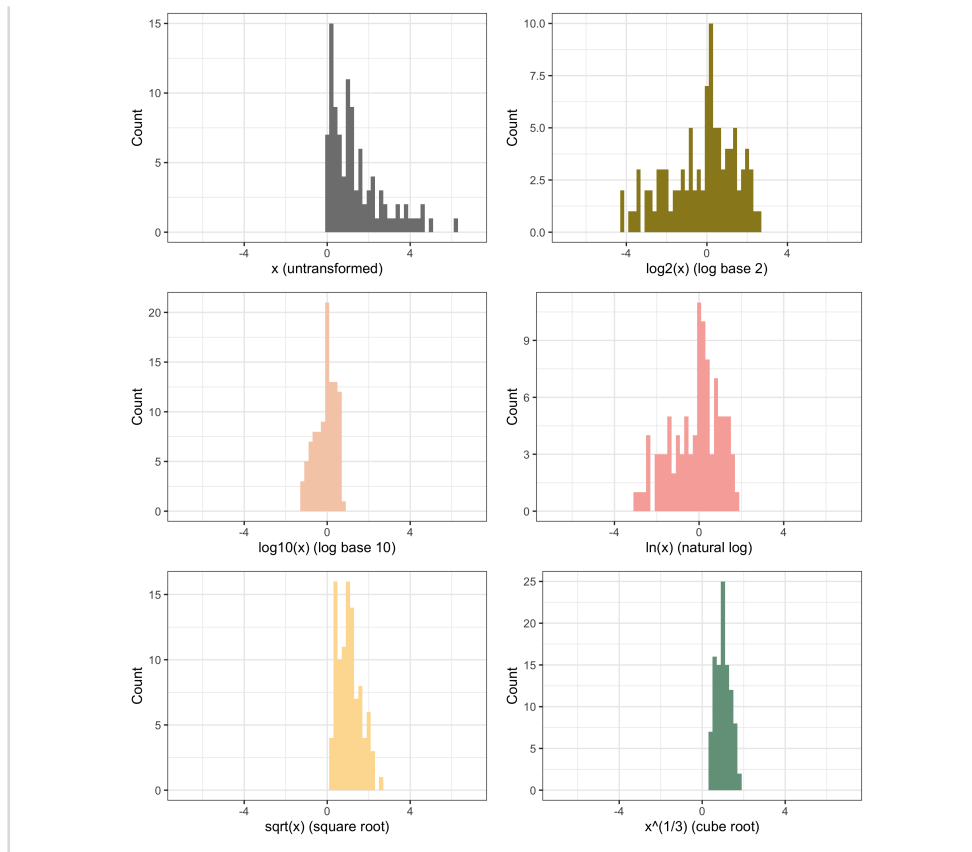 15
10
5
0
Count
-4 0 4
x (untransformed)
10.0
7.5
5.0
2.5
0.0
Count
-4 0 4
log2(x) (log base 2)
20
15
10
5
0
Count
-4 0 4
log10(x) (log base 10)
9
6
3
0
Count
-4 0 4
ln(x) (natural log)
15
10
5
0
Count
-4 0 4
sqrt(x) (square root)
25
20
15
10
5
0
Count
-4 0 4
x^(1/3) (cube root)